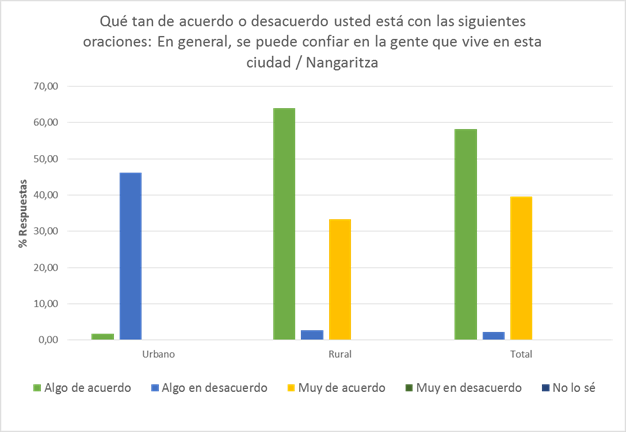 Qué tan de acuerdo o desacuerdo usted está con las siguientes
oraciones: En general, se puede confiar en la gente que vive en esta
ciudad / Nangaritza
% Respuestas
70,00
60,00
50,00
40,00
30,00
20,00
10,00
0,00
Urbano Rural Total
Algo de acuerdo Algo en desacuerdo Muy de acuerdo Muy en desacuerdo No lo sé